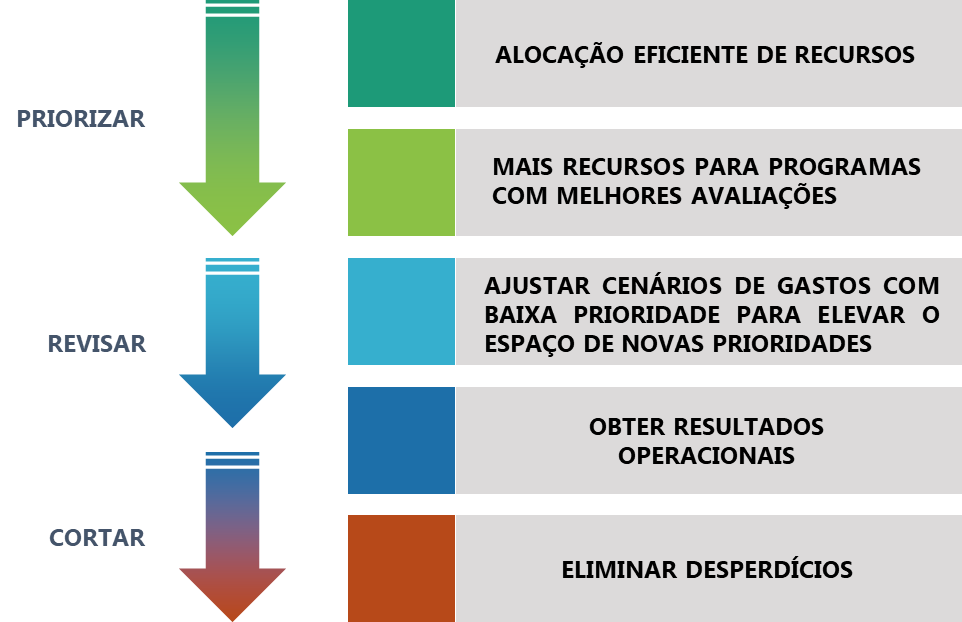 ALOCAÇÃO EFICIENTE DE RECURSOS
PRIORIZAR
MAIS RECURSOS PARA PROGRAMAS
COM MELHORES AVALIAÇÕES
AJUSTAR CENÁRIOS DE GASTOS COM
BAIXA PRIORIDADE PARA ELEVAR O
ESPAÇO DE NOVAS PRIORIDADES
REVISAR
OBTER RESULTADOS
OPERACIONAIS
CORTAR
ELIMINAR DESPERDÍCIOS